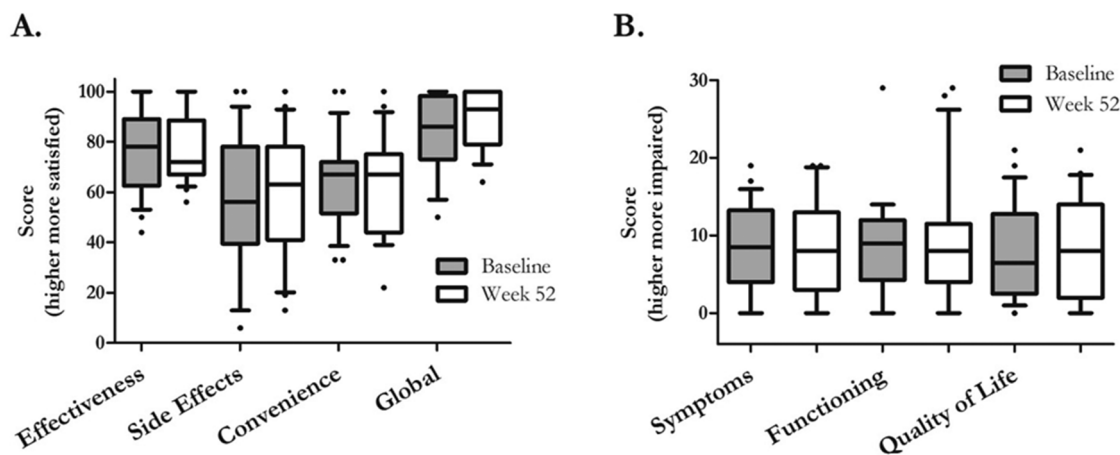 A.
Score
(higher more satisfied)
100
80
60
40
20
0
Baseline
Week 52
Effectiveness
Side Effects
Convenience
Global
B.
Score
(higher more impaired)
30
20
10
0
Baseline
Week 52
Symptoms
Functioning
Quality of Life